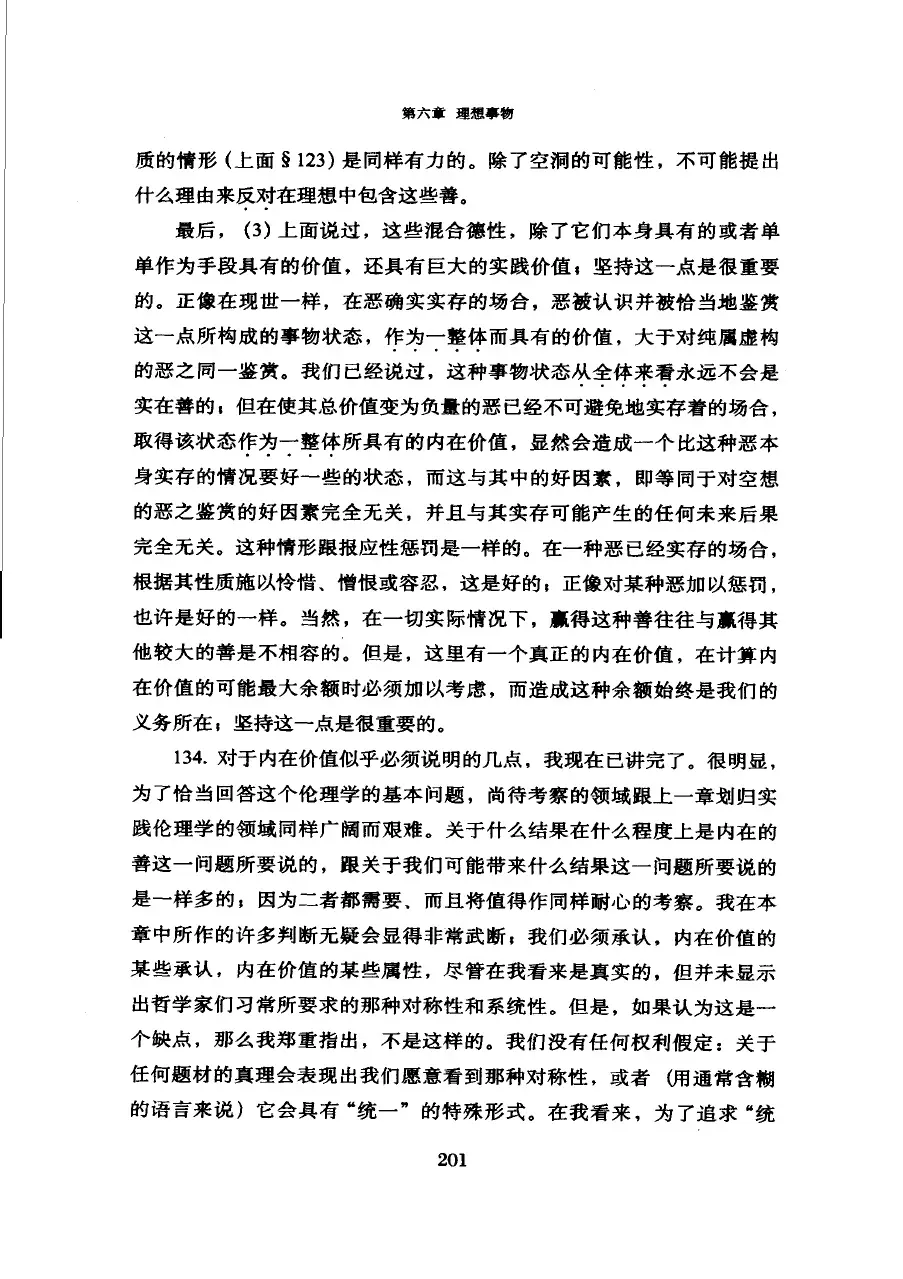 第六章 理想事物
质的情形（上面§123）是同样有力的。除了空洞的可能性，不可能提出
什么理由来反对在理想中包含这些善。
最后，（3）上面说过，这些混合德性，除了它们本身具有的或者单
单作为手段具有的价值，还具有巨大的实践价值；坚持这一点是很重要
的。正像在现世一样，在恶确实实存的场合，恶被认识并被恰当地鉴赏
这一点所构成的事物状态，作为一整体而具有的价值，大于对纯属虚构
的恶之同一鉴赏。我们已经说过，这种事物状态从全体来看永远不会是
实在善的；但在使其总价值变为负量的恶已经不可避免地实存着的场合，
取得该状态作为一整体所具有的内在价值，显然会造成一个比这种恶本
身实存的情况要好一些的状态，而这与其中的好因素，即等同于对空想
的恶之鉴赏的好因素完全无关，并且与其实存可能产生的任何未来后果
完全无关。这种情形跟报应性惩罚是一样的。在一种恶已经实存的场合，
根据其性质施以怜惜、憎恨或容忍，这是好的；正像对某种恶加以惩罚，
也许是好的一样。当然，在一切实际情况下，赢得这种善往往与赢得其
他较大的善是不相容的。但是，这里有一个真正的内在价值，在计算内
在价值的可能最大余额时必须加以考虑，而造成这种余额始终是我们的
义务所在；坚持这一点是很重要的。
134. 对于内在价值似乎必须说明的几点，我现在已讲完了。很明显，
为了恰当回答这个伦理学的基本问题，尚待考察的领域跟上一章划归实
践伦理学的领域同样广阔而艰难。关于什么结果在什么程度上是内在的
善这一问题所要说的，跟关于我们可能带来什么结果这一问题所要说的
是一样多的；因为二者都需要、而且将值得作同样耐心的考察。我在本
章中所作的许多判断无疑会显得非常武断；我们必须承认，内在价值的
某些承认，内在价值的某些属性，尽管在我看来是真实的，但并未显示
出哲学家们习常所要求的那种对称性和系统性。但是，如果认为这是一
个缺点，那么我郑重指出，不是这样的。我们没有任何权利假定：关于
任何题材的真理会表现出我们愿意看到那种对称性，或者（用通常含糊
的语言来说）它会具有“统一”的特殊形式。在我看来，为了追求“统
201